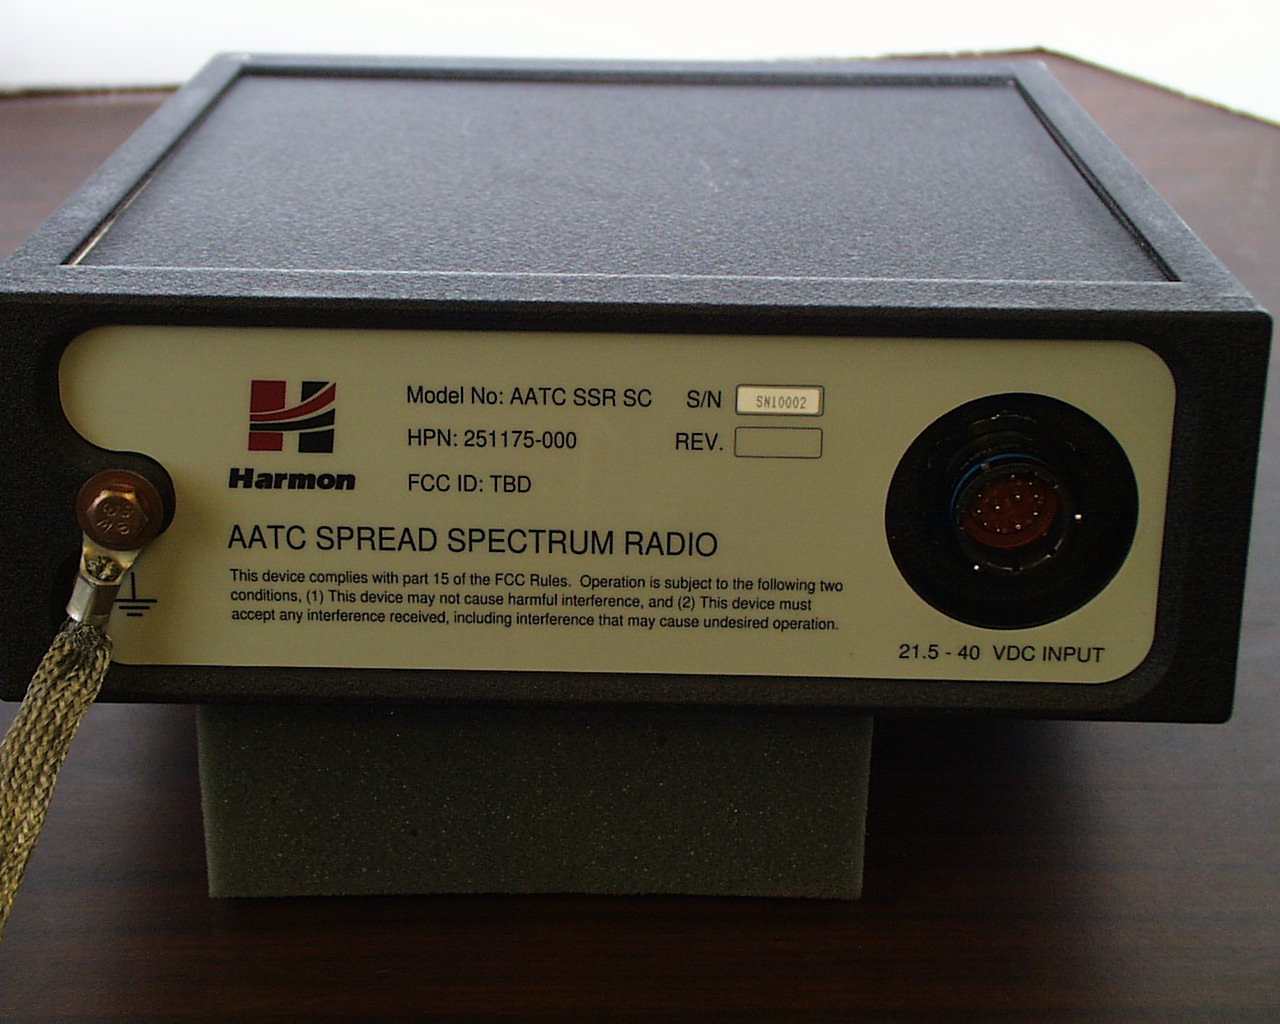 Harmon
Model No: AATC SSR SC
S/N SN10002
HPN: 251175-000
REV.
FCC ID: TBD
AATC SPREAD SPECTRUM RADIO
This device complies with part 15 of the FCC Rules. Operation is subject to the following two
conditions, (1) This device may not cause harmful interference, and (2) This device must
accept any interference received, including interference that may cause undesired operation.
21.5 - 40 VDC INPUT